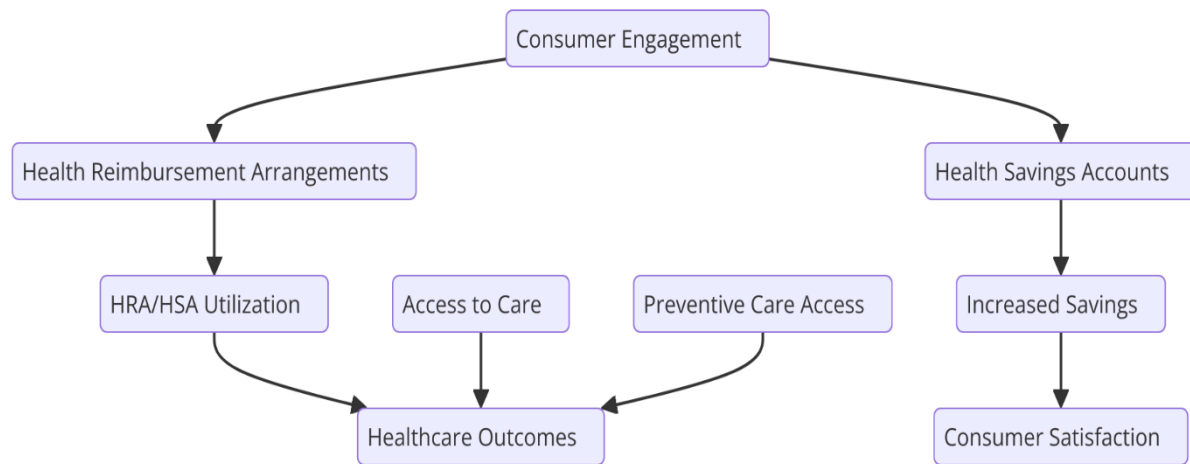 Consumer Engagement
Health Reimbursement Arrangements
Health Savings Accounts
HRA/HSA Utilization
Access to Care
Preventive Care Access
Increased Savings
Healthcare Outcomes
Consumer Satisfaction